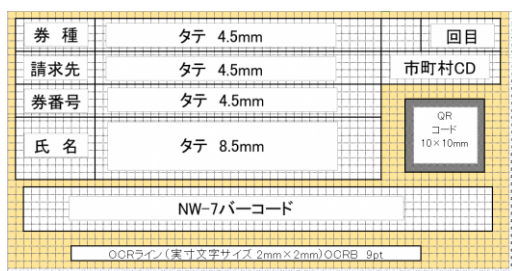 券 種 タテ 4.5mm 回目
請求先 タテ 4.5mm 市町村CD
券番号 タテ 4.5mm
QR
コード
10×10mm
氏 名 タテ 8.5mm
NW-7バーコード
OCRライン(実寸文字サイズ 2mm×2mm)OCRB 9pt